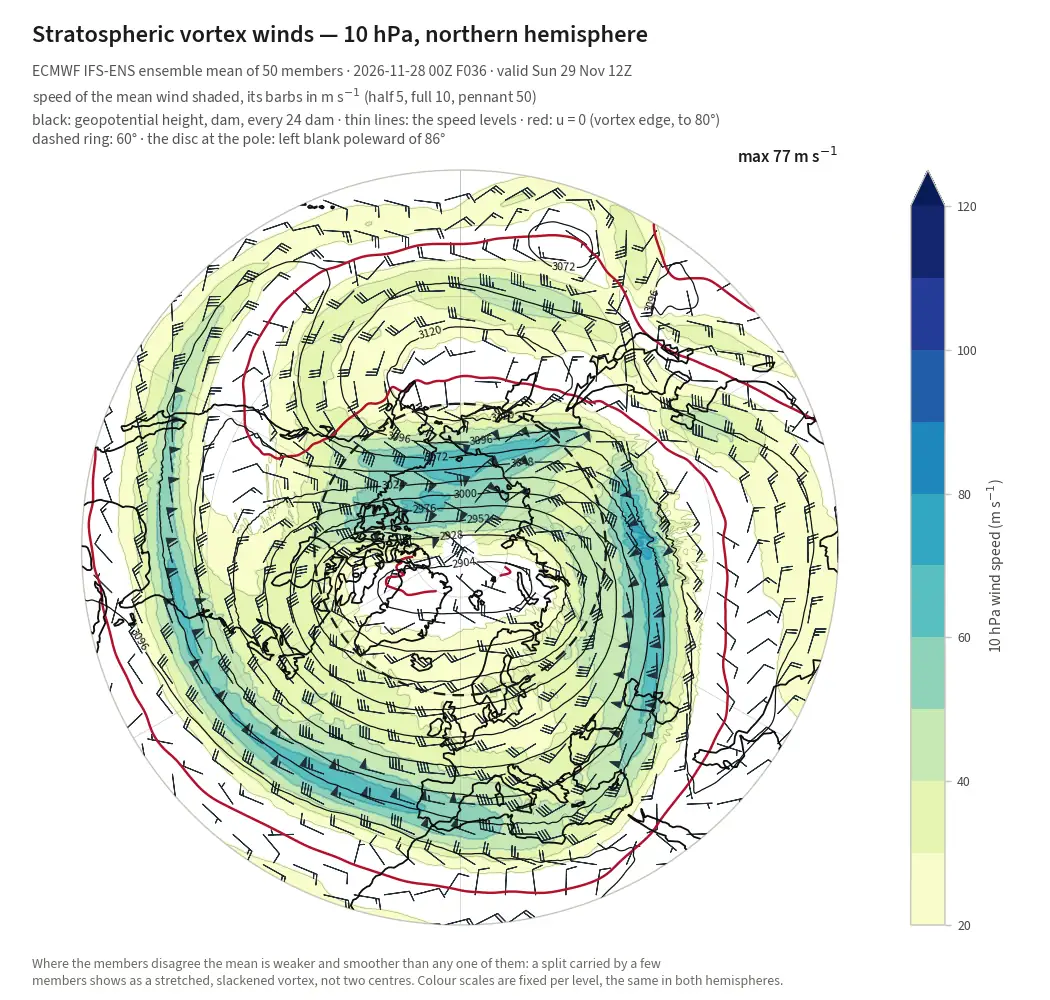 Stratospheric vortex winds — 10 hPa, northern hemisphere
ECMWF IFS-ENS ensemble mean of 50 members · 2026-11-28 00Z F036 · valid Sun 29 Nov 12Z
speed of the mean wind shaded, its barbs in m s⁻¹ (half 5, full 10, pennant 50)
black: geopotential height, dam, every 24 dam · thin lines: the speed levels · red: u = 0 (vortex edge, to 80°)
dashed ring: 60° · the disc at the pole: left blank poleward of 86°
max 77 m s⁻¹
3072
3096
3120
3096
3096
3072
3048
3024
3000
2976
2952
2928
2904
3096
120
100
80
60
40
20
10 hPa wind speed (m s⁻¹)
Where the members disagree the mean is weaker and smoother than any one of them: a split carried by a few
members shows as a stretched, slackened vortex, not two centres. Colour scales are fixed per level, the same in both hemispheres.